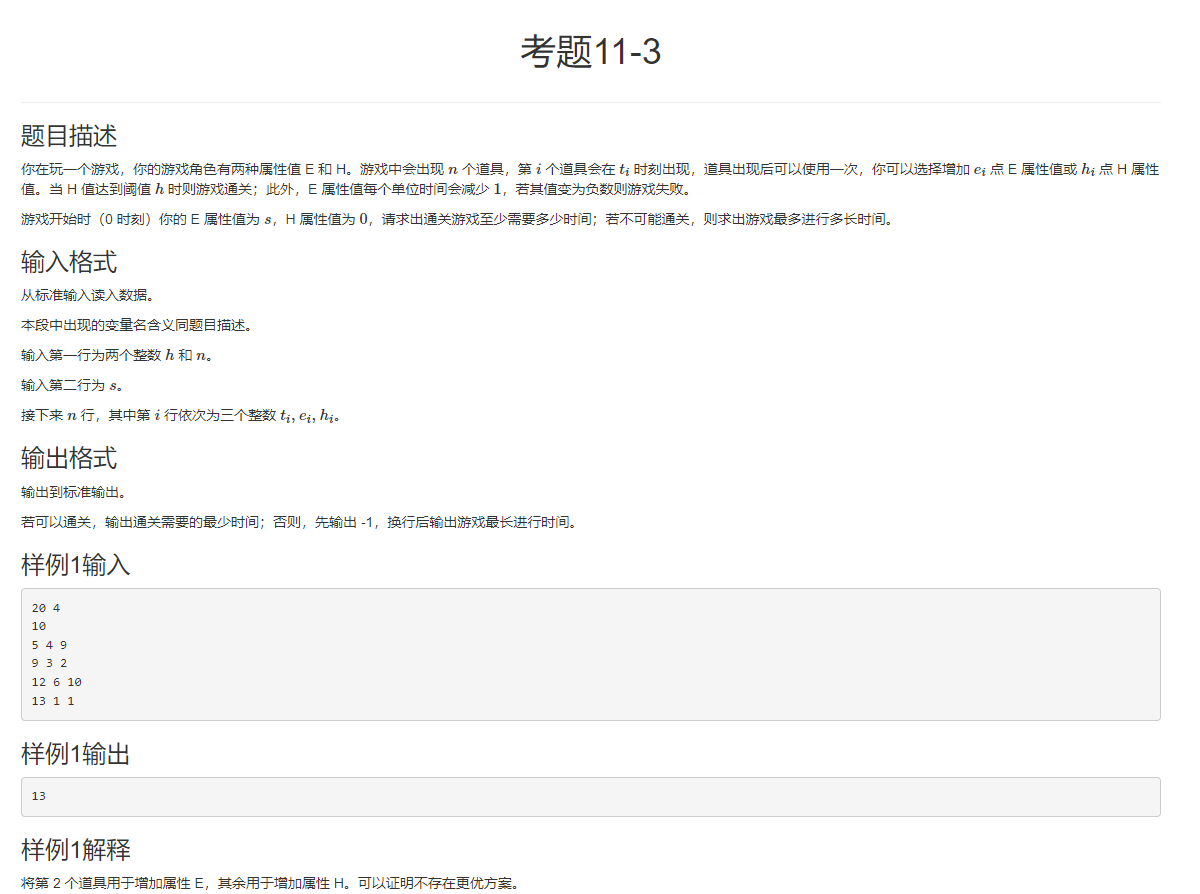 考题11-3
题目描述
你在玩一个游戏，你的游戏角色有两种属性值 E 和 H。游戏中会出现 n 个道具，第 i 个道具会在 t_i 时刻出现，道具出现后可以使用一次，你可以选择增加 e_i 点 E 属性值或 h_i 点 H 属性
值。当 H 值达到阈值 h 时则游戏通关；此外，E 属性值每个单位时间会减少 1，若其值变为负数则游戏失败。
游戏开始时（0 时刻）你的 E 属性值为 s，H 属性值为 0，请求出通关游戏至少需要多少时间；若不可能通关，则求出游戏最多进行多长时间。
输入格式
从标准输入读入数据。
本段中出现的变量名含义同题目描述。
输入第一行为两个整数 h 和 n。
输入第二行为 s。
接下来 n 行，其中第 i 行依次为三个整数 t_i, e_i, h_i。
输出格式
输出到标准输出。
若可以通关，输出通关需要的最少时间；否则，先输出 -1，换行后输出游戏最长进行时间。
样例1输入
20 4
10
5 4 9
9 3 2
12 6 10
13 1 1
样例1输出
13
样例1解释
将第 2 个道具用于增加属性 E，其余用于增加属性 H。可以证明不存在更优方案。